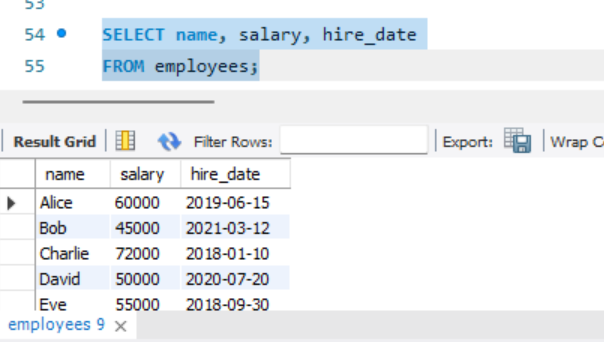 53
54 SELECT name, salary, hire_date
55 FROM employees;
Result Grid Filter Rows: Export: Wrap C
name salary hire_date
Alice 60000 2019-06-15
Bob 45000 2021-03-12
Charlie 72000 2018-01-10
David 50000 2020-07-20
Eve 55000 2018-09-30
employees 9